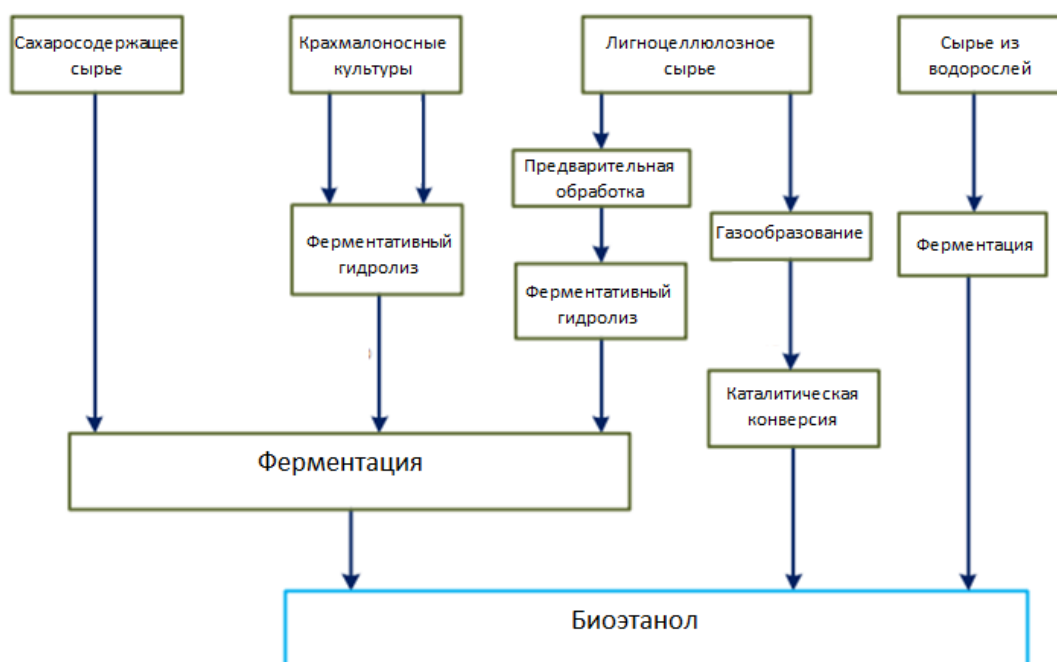 Сахаросодержащее
сырье
Крахмалоносные
культуры
Лигноцеллюлозное
сырье
Сырье из
водорослей
Предварительная
обработка
Ферментативный
гидролиз
Газообразование
Ферментация
Ферментативный
гидролиз
Каталитическая
конверсия
Ферментация
Биоэтанол